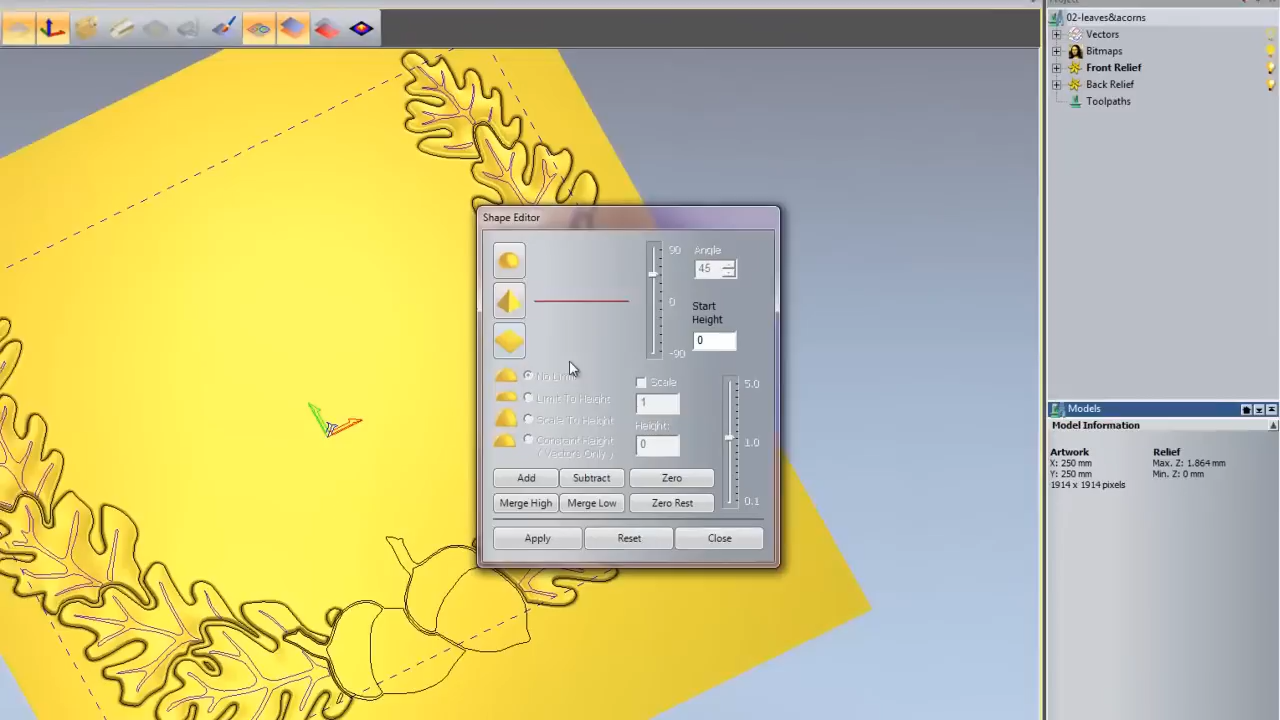 02-leaves&acorns
Vectors
Bitmaps
Front Relief
Back Relief
Toolpaths
Shape Editor
90
Angle
45
0
Start
Height
0
-90
No Limit
Scale
5.0
Limit To Height
1
Scale To Height
Height:
1.0
Constant Height
( Vectors Only )
0
Add
Subtract
Zero
Merge High
Merge Low
Zero Rest
0.1
Apply
Reset
Close
Models
Model Information
Artwork
Relief
X: 250 mm
Max. Z: 1.864 mm
Y: 250 mm
Min. Z: 0 mm
1914 x 1914 pixels